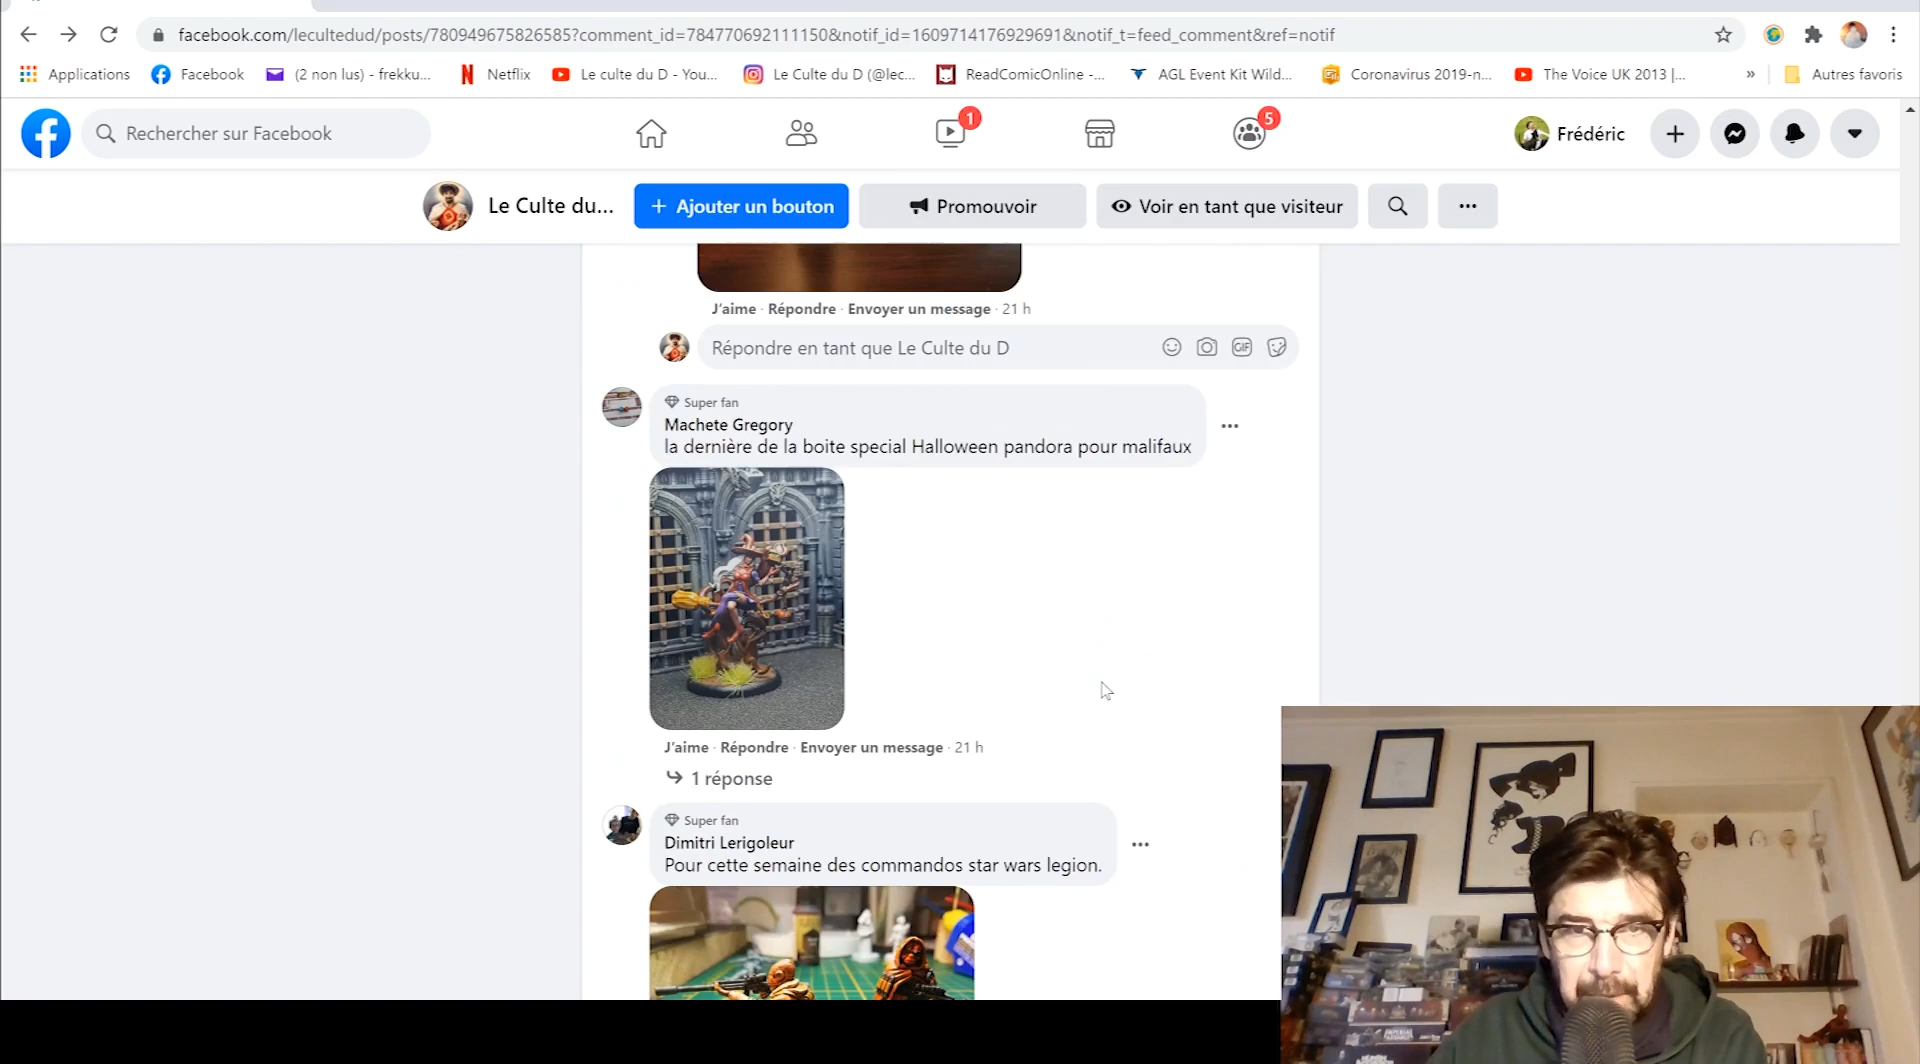 facebook.com/lecultedud/posts/780949675826585?comment_id=784770692111150&notif_id=1609714176929691&notif_t=feed_comment&ref=notif
Applications Facebook (2 non lus) - frekku... Netflix Le culte du D - You... Le Culte du D (@lec... ReadComicOnline -... AGL Event Kit Wild... Coronavirus 2019-n... The Voice UK 2013 |... » Autres favoris
Rechercher sur Facebook 1 5 Frédéric
Le Culte du... + Ajouter un bouton Promouvoir Voir en tant que visiteur ...
J'aime · Répondre · Envoyer un message · 21 h
Répondre en tant que Le Culte du D GIF
Super fan
Machete Gregory
la dernière de la boite special Halloween pandora pour malifaux
J'aime · Répondre · Envoyer un message · 21 h
1 réponse
Super fan
Dimitri Lerigoleur
Pour cette semaine des commandos star wars legion.